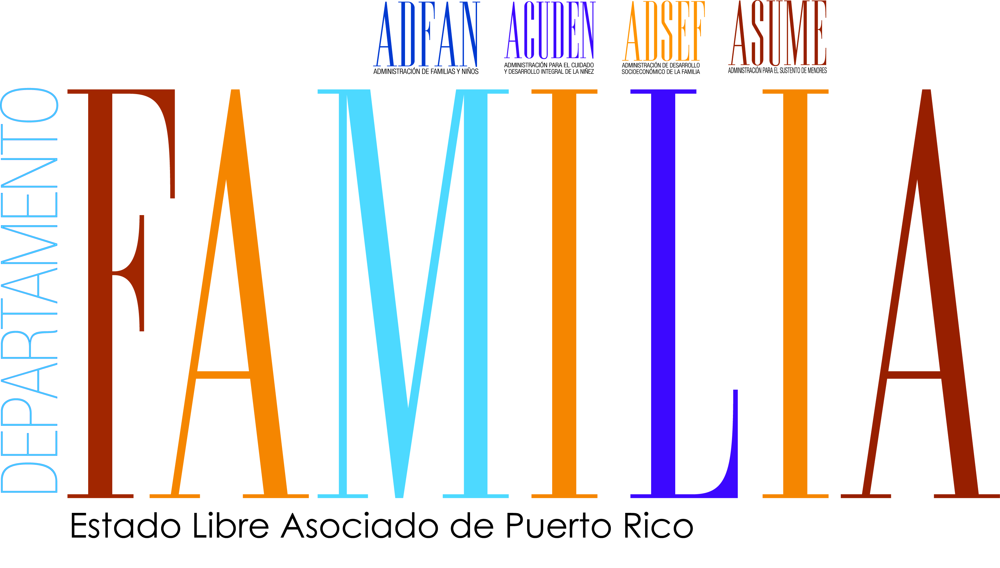 ADFAN
ADMINISTRACIÓN DE FAMILIAS Y NIÑOS
ACUDEN
ADMINISTRACIÓN PARA EL CUIDADO
Y DESARROLLO INTEGRAL DE LA NIÑEZ
ADSEF
ADMINISTRACIÓN DE DESARROLLO
SOCIOECONÓMICO DE LA FAMILIA
ASUME
ADMINISTRACIÓN PARA EL SUSTENTO DE MENORES
DEPARTAMENTO
FAMILIA
Estado Libre Asociado de Puerto Rico